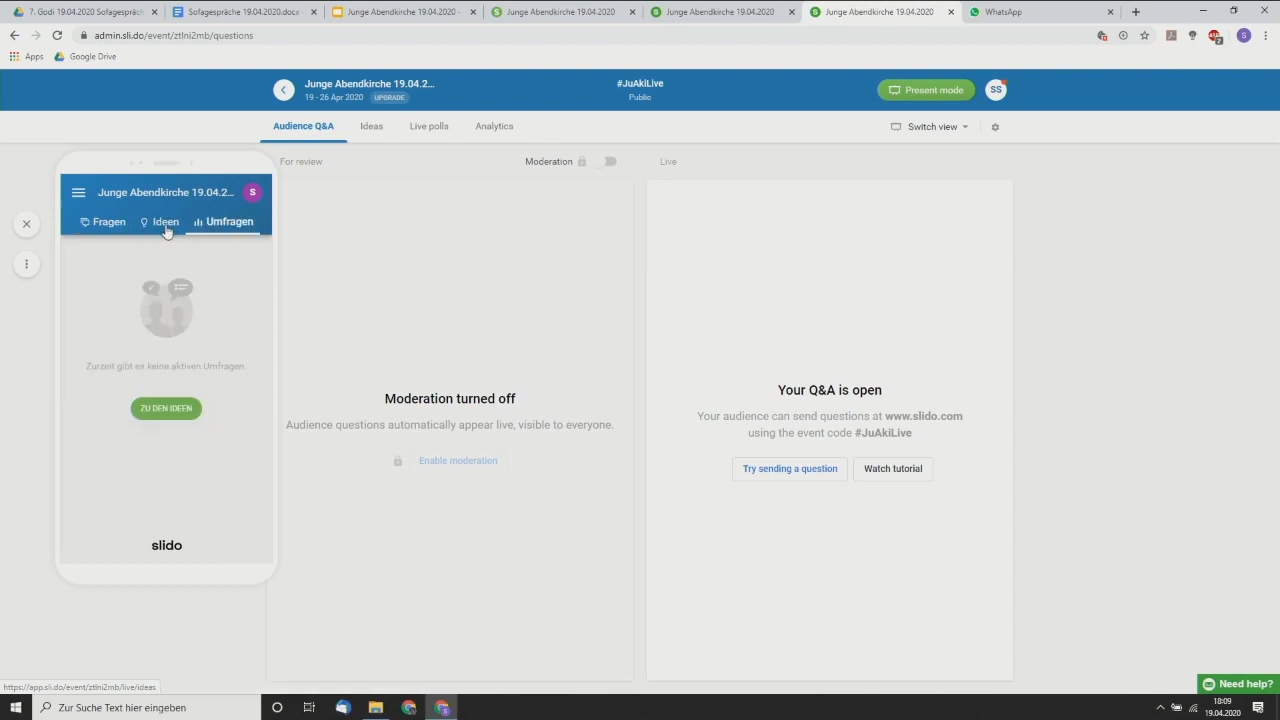 7. Godi 19.04.2020 Sofagespräch
Sofagespräche 19.04.2020.docx
Junge Abendkirche 19.04.2020 -
Junge Abendkirche 19.04.2020
Junge Abendkirche 19.04.2020
Junge Abendkirche 19.04.2020
WhatsApp
admin.sli.do/event/ztlni2mb/questions
Apps
Google Drive
Junge Abendkirche 19.04.2...
19 - 26 Apr 2020 UPGRADE
#JuAkiLive
Public
Present mode
SS
Audience Q&A
Ideas
Live polls
Analytics
Switch view
For review
Moderation
Live
Junge Abendkirche 19.04.2...
S
Fragen
Ideen
Umfragen
Zurzeit gibt es keine aktiven Umfragen.
ZU DEN IDEEN
slido
Moderation turned off
Audience questions automatically appear live, visible to everyone.
Enable moderation
Your Q&A is open
Your audience can send questions at www.slido.com
using the event code #JuAkiLive
Try sending a question
Watch tutorial
Need help?
https://app.sli.do/event/ztlni2mb/live/ideas
Zur Suche Text hier eingeben
18:09
19.04.2020